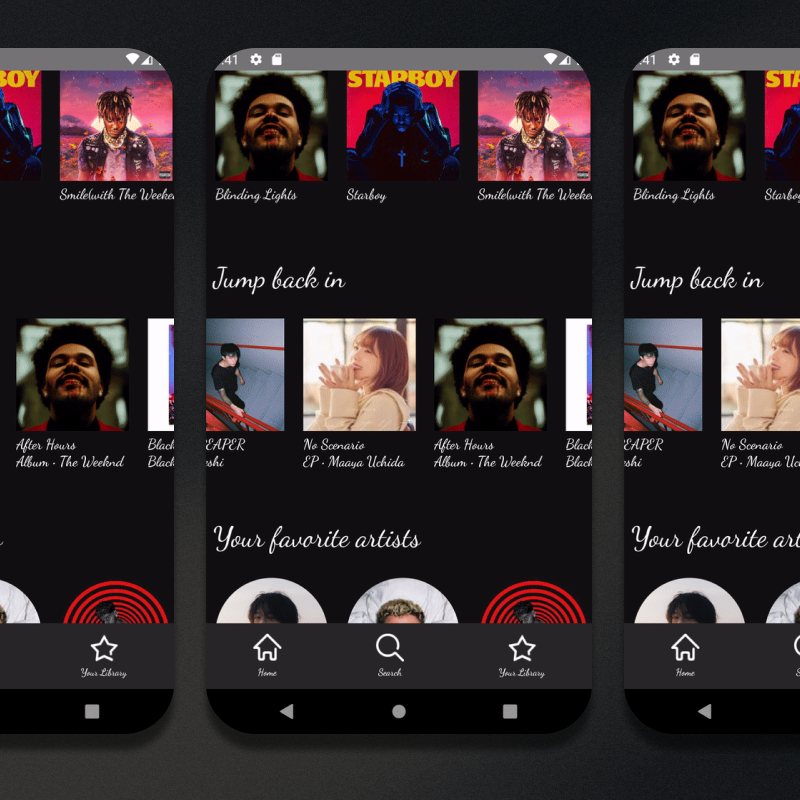 BOY
Smile(with The Weeke
After Hours
Album · The Weeknd
Black
Black
Your Library
:41
STARBOY
Blinding Lights
Starboy
Smile(with The Weeke
Jump back in
EAPER
eshi
No Scenario
EP · Maaya Uchida
After Hours
Album · The Weeknd
Black
Black
Your favorite artists
Home
Search
Your Library
:41
STA
Blinding Lights
Starboy
Jump back in
EAPER
eshi
No Scenario
EP · Maaya Uc
Your favorite art
Home
S